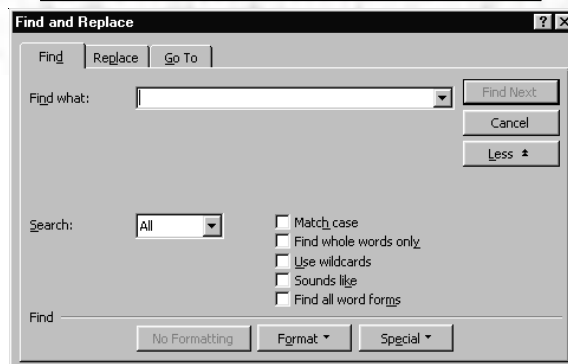 Find and Replace
Find Replace Go To
Find what: Find Next
Cancel
Less
Search: All Match case
Find whole words only
Use wildcards
Sounds like
Find all word forms
Find
No Formatting Format Special